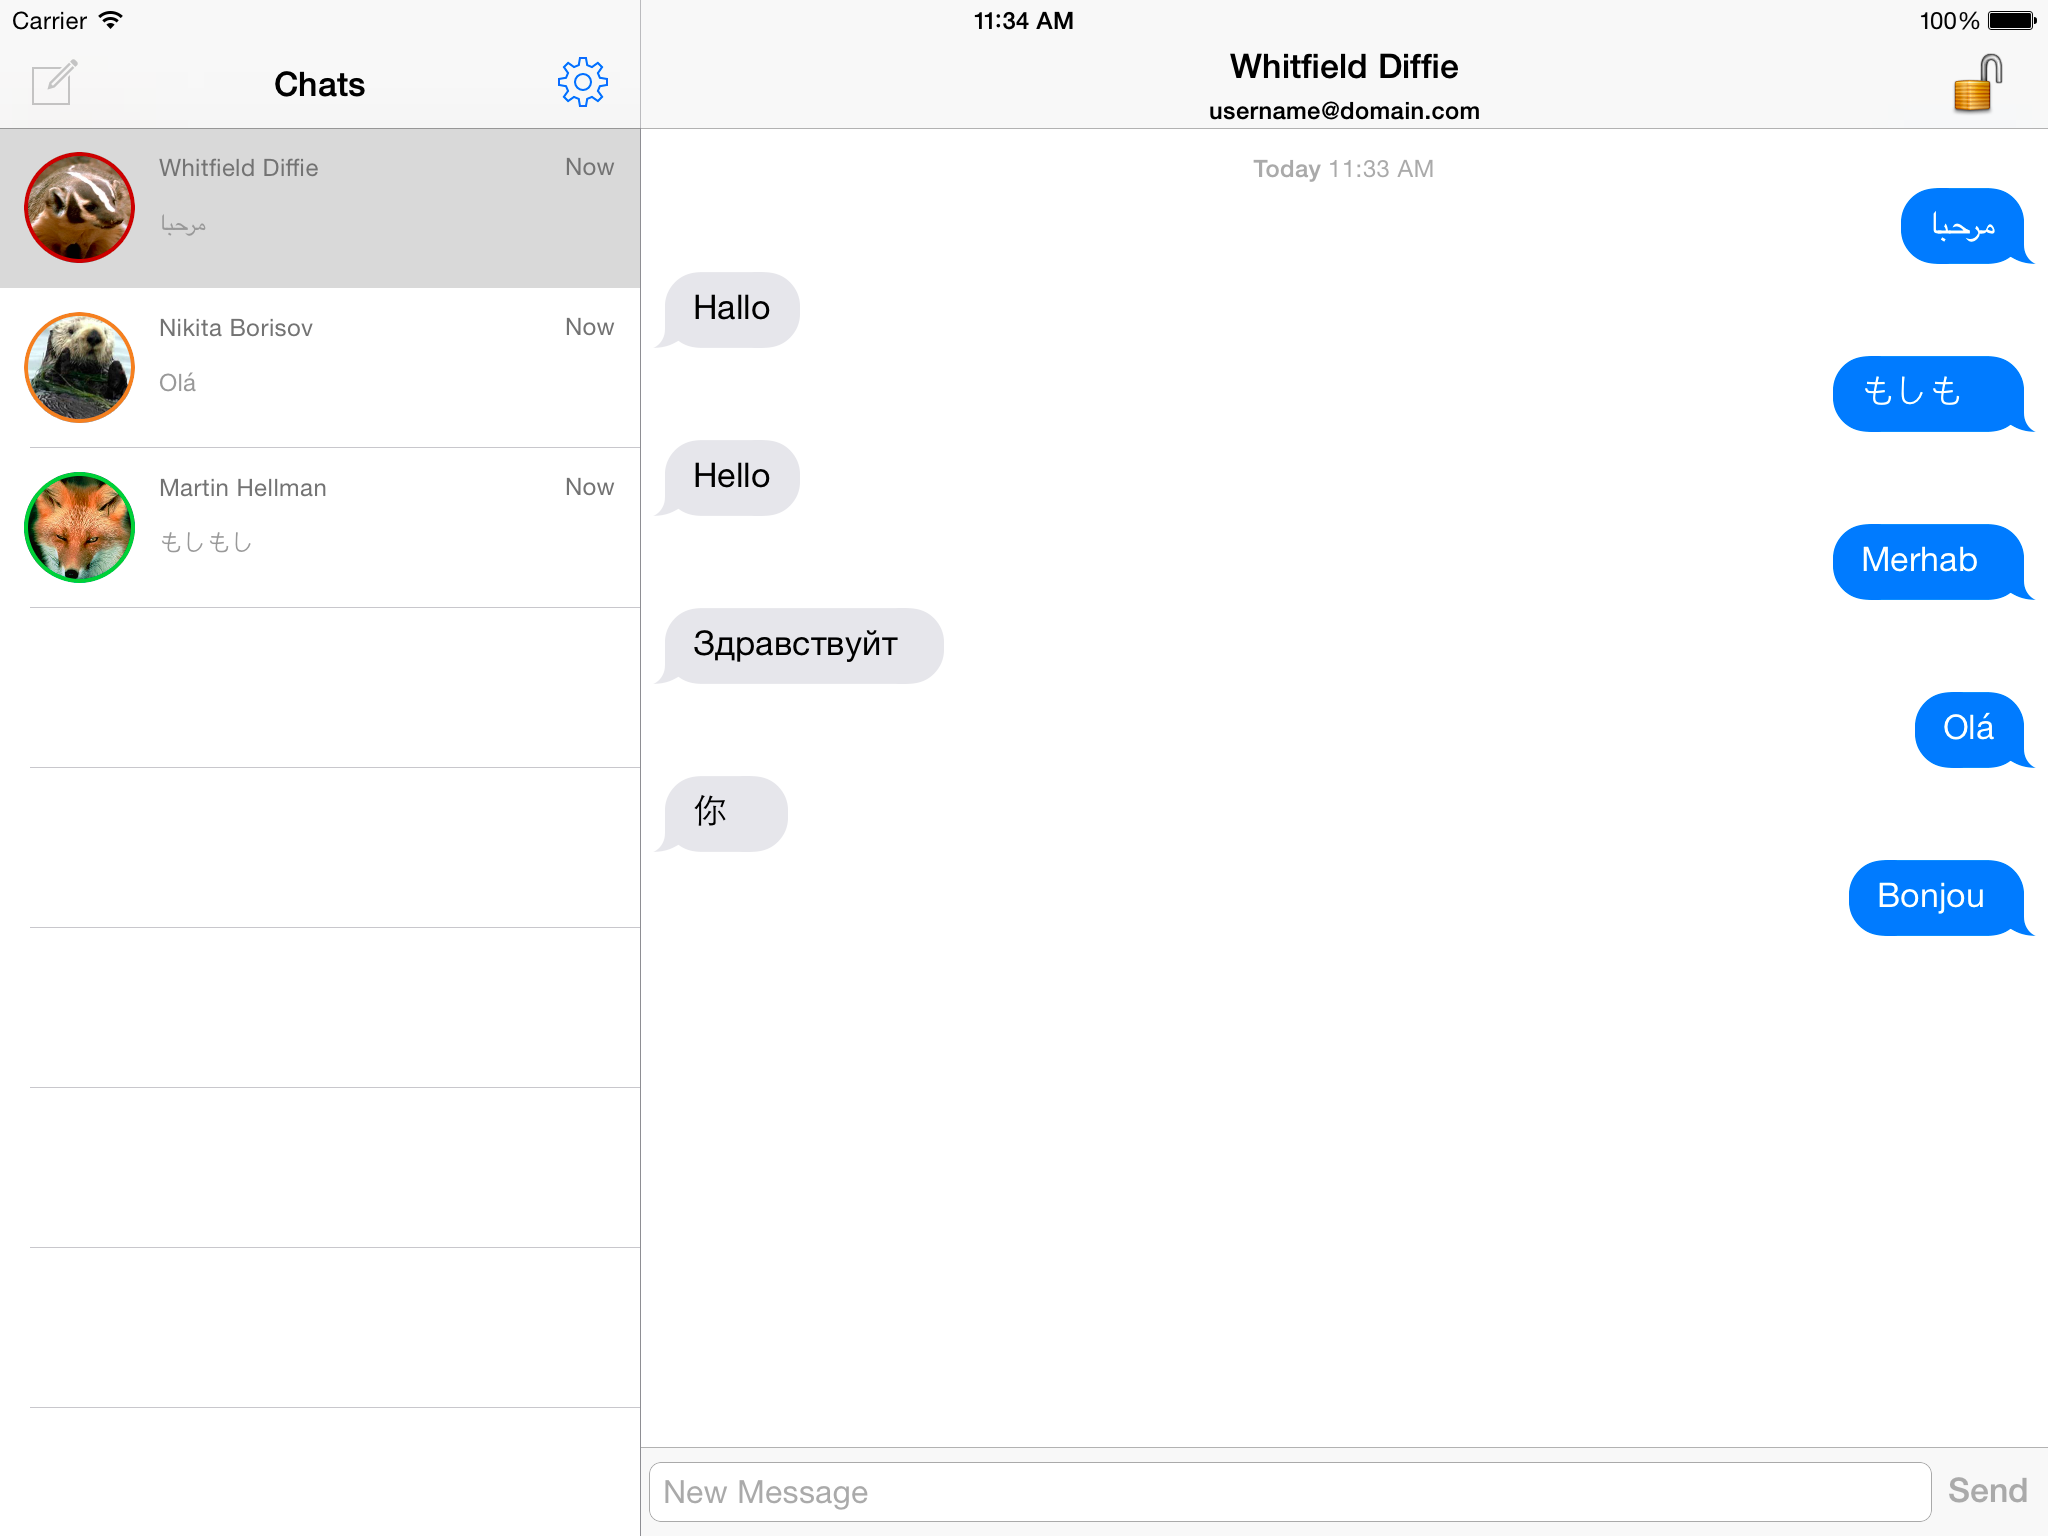 Carrier
11:34 AM
100%
Chats
Whitfield Diffie
username@domain.com
Whitfield Diffie
Now
مرحبا
Nikita Borisov
Now
Olá
Martin Hellman
Now
もしもし
Today 11:33 AM
مرحبا
Hallo
もしも
Hello
Merhab
Здравствуйт
Olá
你
Bonjou
New Message
Send